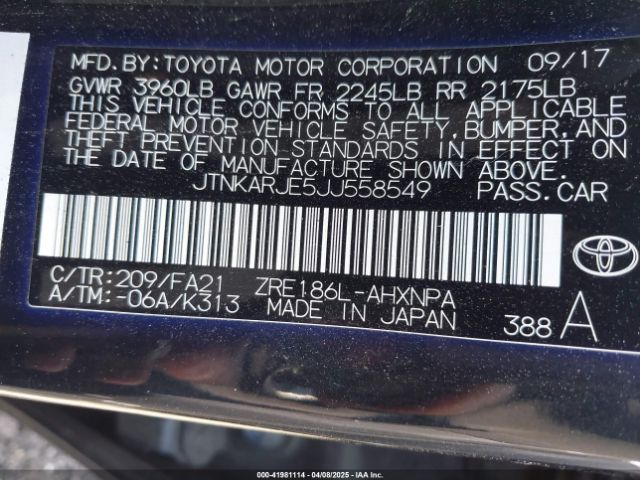 MFD.BY:TOYOTA MOTOR CORPORATION 09/17
GVWR 3960LB GAWR FR 2245LB RR 2175LB
THIS VEHICLE CONFORMS TO ALL APPLICABLE
FEDERAL MOTOR VEHICLE SAFETY,BUMPER,AND
THEFT PREVENTION STANDARDS IN EFFECT ON
THE DATE OF MANUFACTURE SHOWN ABOVE.
JTNKARJE5JJ558549 PASS.CAR
C/TR:209/FA21 ZRE186L-AHXNPA
A/TM:-06A/K313 MADE IN JAPAN 388 A
TOYOTA
000-41981114 04/08/2025 - IAA Inc.